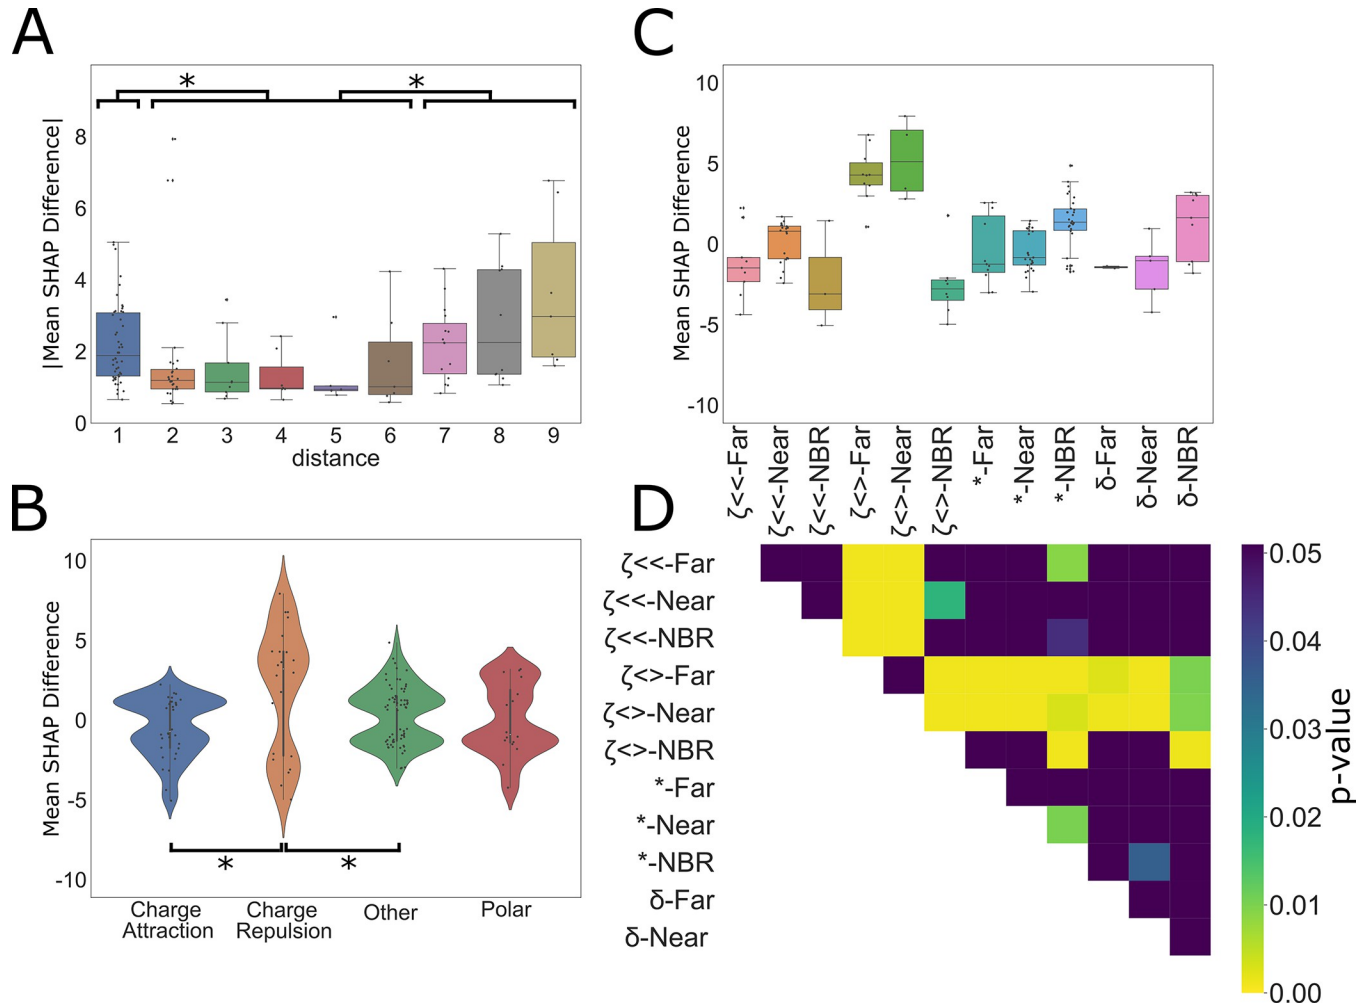 A
|Mean SHAP Difference|
8
6
4
2
0
*
*
1 2 3 4 5 6 7 8 9
distance
B
Mean SHAP Difference
10
5
0
-5
-10
*
*
Charge Attraction
Charge Repulsion
Other
Polar
C
Mean SHAP Difference
10
5
0
-5
-10
ζ<<-Far
ζ<<-Near
ζ<<-NBR
ζ<>-Far
ζ<>-Near
ζ<>-NBR
*-Far
*-Near
*-NBR
δ-Far
δ-Near
δ-NBR
D
ζ<<-Far
ζ<<-Near
ζ<<-NBR
ζ<>-Far
ζ<>-Near
ζ<>-NBR
*-Far
*-Near
*-NBR
δ-Far
δ-Near
0.05
0.04
0.03
0.02
0.01
0.00
p-value